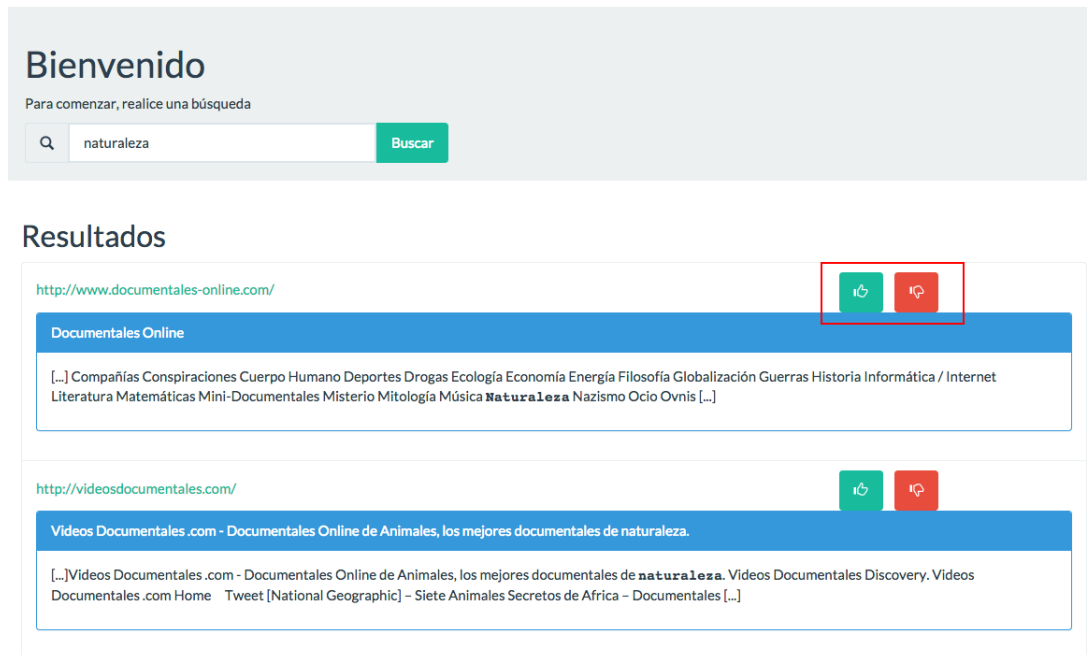 Bienvenido
Para comenzar, realice una búsqueda
naturaleza
Buscar
Resultados
http://www.documentales-online.com/
Documentales Online
[...] Compañías Conspiraciones Cuerpo Humano Deportes Drogas Ecología Economía Energía Filosofía Globalización Guerras Historia Informática / Internet
Literatura Matemáticas Mini-Documentales Misterio Mitología Música Naturaleza Nazismo Ocio Ovnis [...]
http://videosdocumentales.com/
Videos Documentales .com - Documentales Online de Animales, los mejores documentales de naturaleza.
[...]Videos Documentales .com - Documentales Online de Animales, los mejores documentales de naturaleza. Videos Documentales Discovery. Videos
Documentales .com Home Tweet [National Geographic] – Siete Animales Secretos de Africa – Documentales [...]